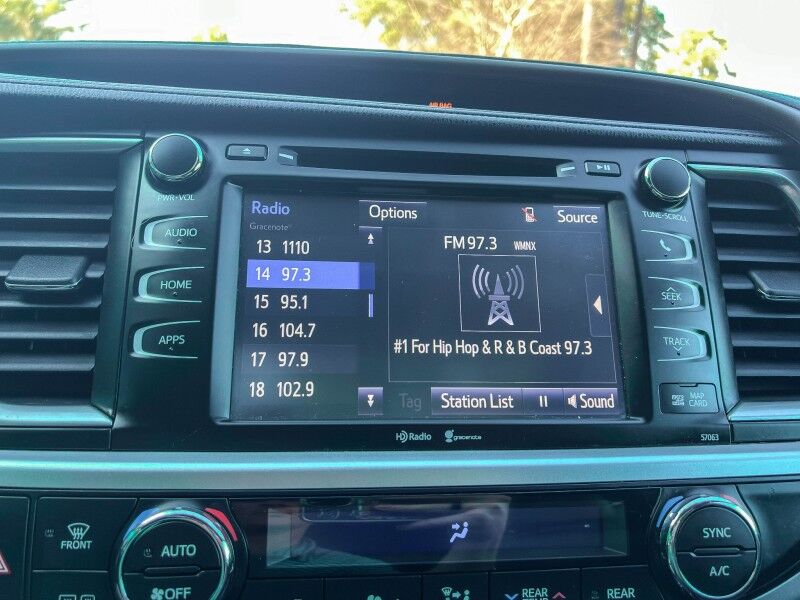 AIRBAG
PWR•VOL
TUNE•SCROLL
AUDIO
HOME
APPS
Radio
Gracenote
Options
Source
13 1110
14 97.3
15 95.1
16 104.7
17 97.9
18 102.9
FM 97.3 WMNX
#1 For Hip Hop & R & B Coast 97.3
Tag
Station List
Sound
SEEK
TRACK
MAP
CARD
HD Radio
gracenote
57063
FRONT
AUTO
OFF
SYNC
A/C
REAR
REAR